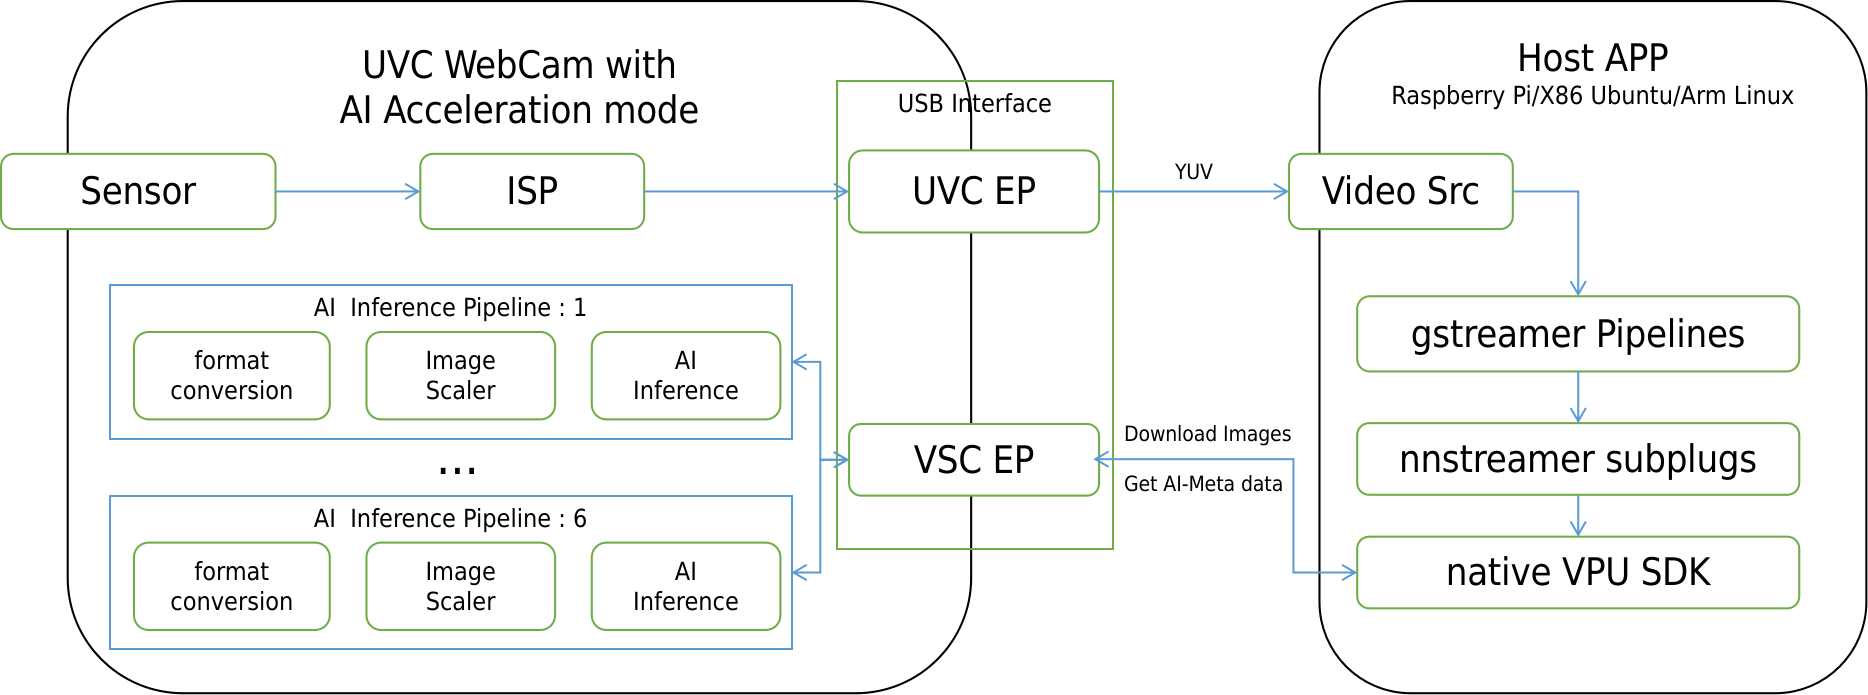 UVC WebCam with
AI Acceleration mode
Host APP
Raspberry Pi/X86 Ubuntu/Arm Linux
USB Interface
Sensor
ISP
UVC EP
YUV
Video Src
AI Inference Pipeline : 1
format
conversion
Image
Scaler
AI
Inference
gstreamer Pipelines
...
VSC EP
Download Images
Get AI-Meta data
nnstreamer subplugs
AI Inference Pipeline : 6
format
conversion
Image
Scaler
AI
Inference
native VPU SDK